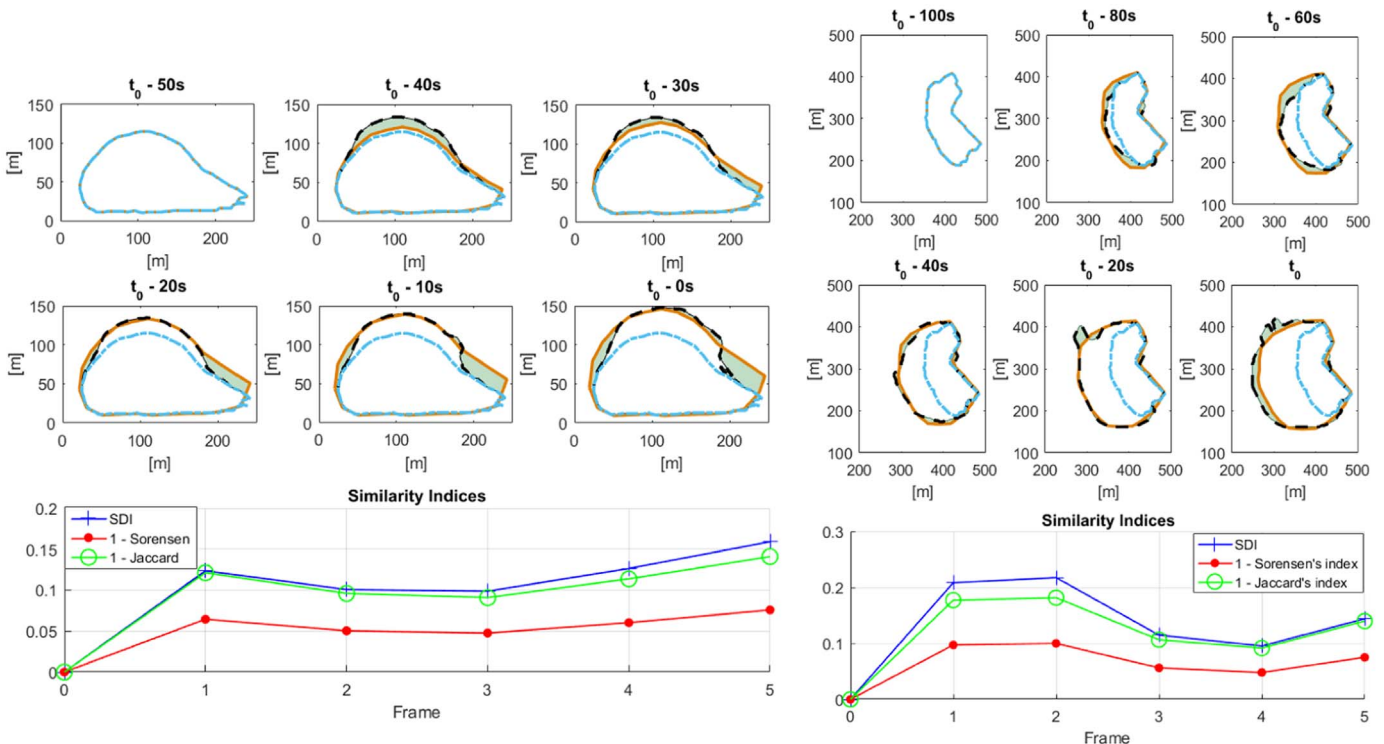 t0 - 50s
t0 - 40s
t0 - 30s
150
100
50
0
[m]
0 100 200
[m]
150
100
50
0
[m]
0 100 200
[m]
150
100
50
0
[m]
0 100 200
[m]
t0 - 20s
t0 - 10s
t0 - 0s
150
100
50
0
[m]
0 100 200
[m]
150
100
50
0
[m]
0 100 200
[m]
150
100
50
0
[m]
0 100 200
[m]
Similarity Indices
SDI
1 - Sorensen
1 - Jaccard
0.2
0.15
0.1
0.05
0
0 1 2 3 4 5
Frame
t0 - 100s
t0 - 80s
t0 - 60s
500
400
300
200
100
[m]
200 300 400 500
[m]
500
400
300
200
100
[m]
200 300 400 500
[m]
500
400
300
200
100
[m]
200 300 400 500
[m]
t0 - 40s
t0 - 20s
t0
500
400
300
200
100
[m]
200 300 400 500
[m]
500
400
300
200
100
[m]
200 300 400 500
[m]
500
400
300
200
100
[m]
200 300 400 500
[m]
Similarity Indices
SDI
1 - Sorensen's index
1 - Jaccard's index
0.3
0.2
0.1
0
0 1 2 3 4 5
Frame